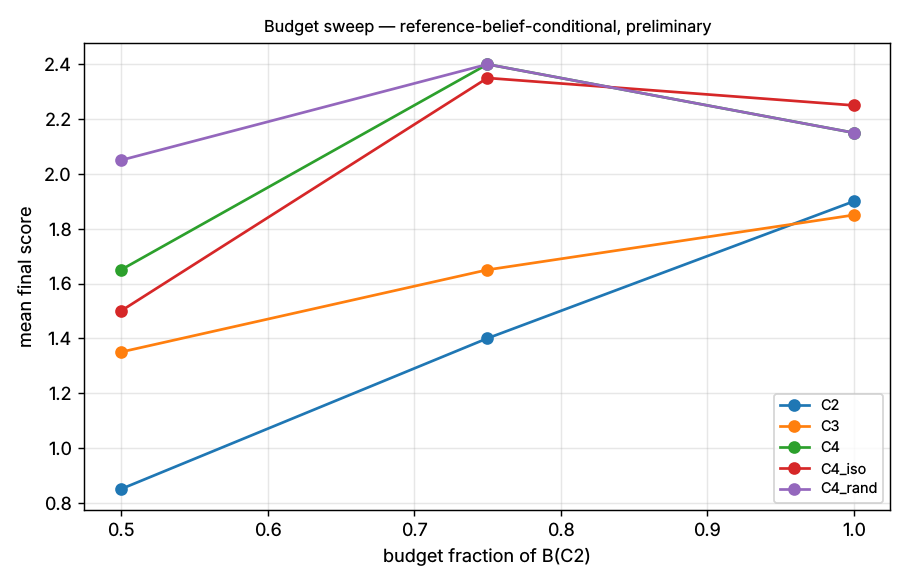 Budget sweep — reference-belief-conditional, preliminary
mean final score
2.4
2.2
2.0
1.8
1.6
1.4
1.2
1.0
0.8
0.5
0.6
0.7
0.8
0.9
1.0
budget fraction of B(C2)
C2
C3
C4
C4_iso
C4_rand